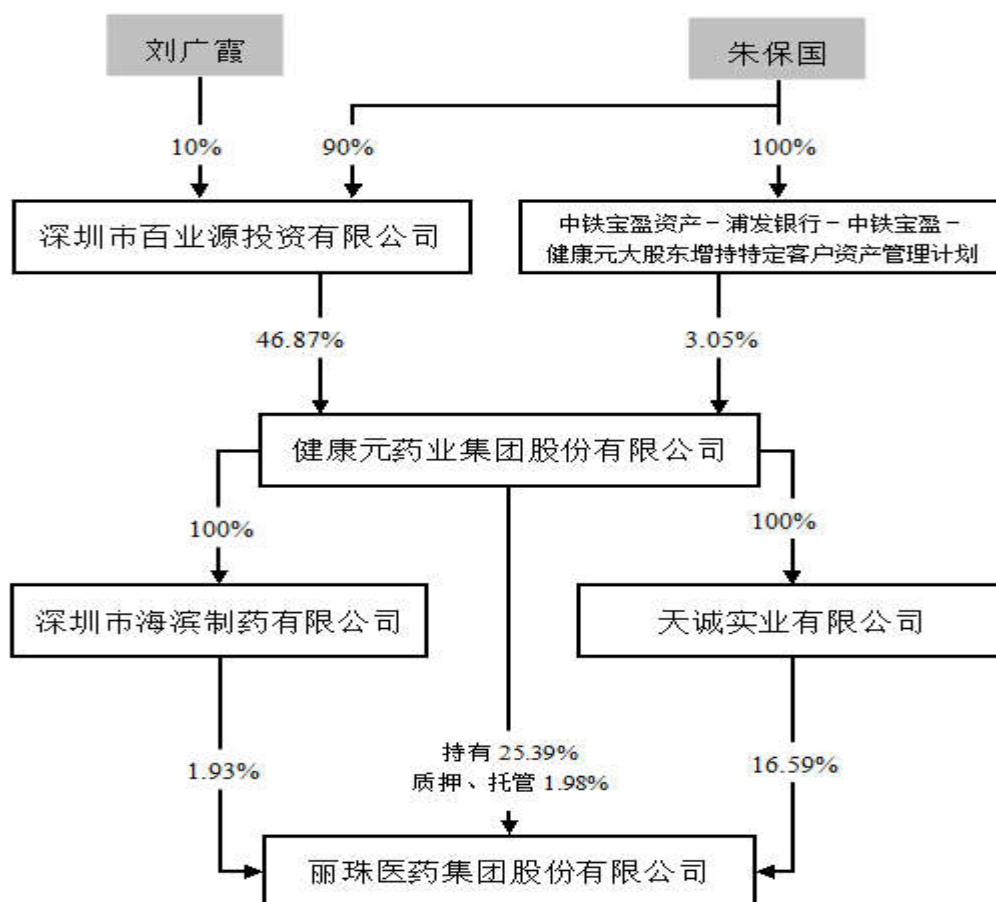 刘广霞
朱保国
10%
90%
100%
深圳市百业源投资有限公司
中铁宝盈资产－浦发银行－中铁宝盈－
健康元大股东增持特定客户资产管理计划
46.87%
3.05%
健康元药业集团股份有限公司
100%
100%
深圳市海滨制药有限公司
天诚实业有限公司
1.93%
持有 25.39%
质押、托管 1.98%
16.59%
丽珠医药集团股份有限公司